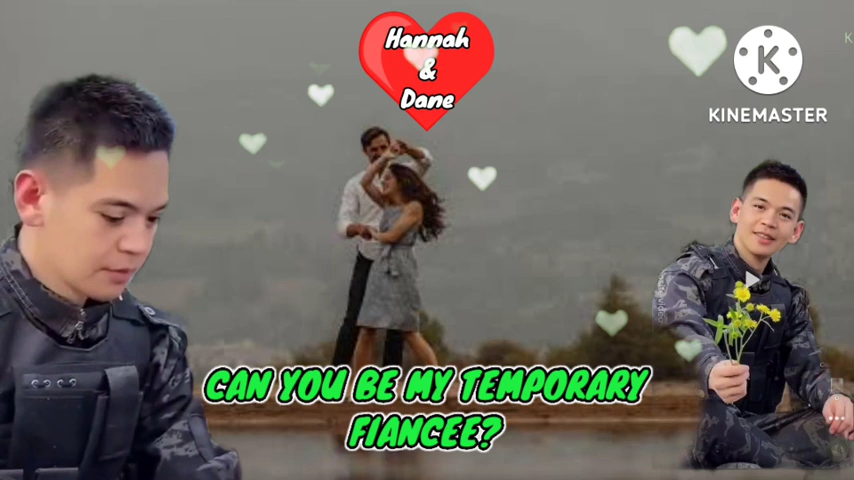 Hannah
&
Dane
K
KINEMASTER
K
CAN YOU BE MY TEMPORARY
FIANCEE?